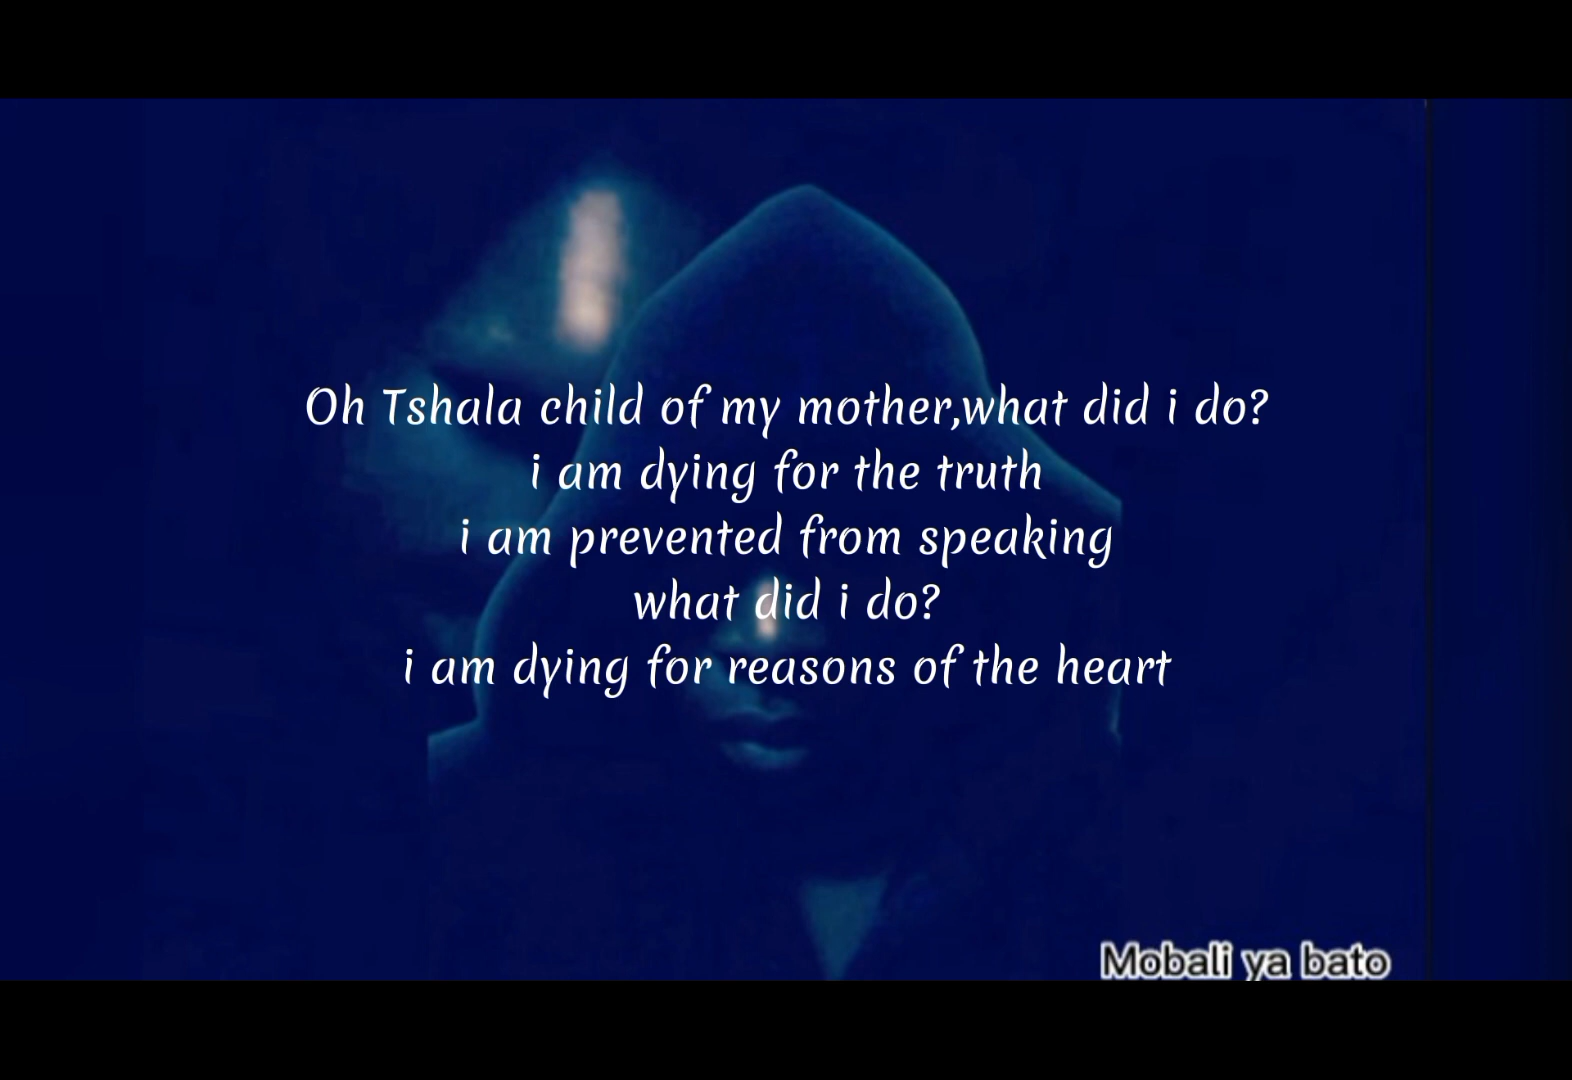 Oh Tshala child of my mother,what did i do?
i am dying for the truth
i am prevented from speaking
what did i do?
i am dying for reasons of the heart
Mobali ya bato